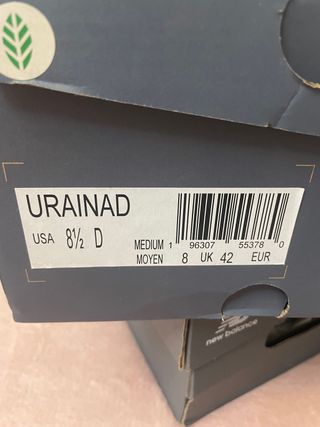 URAINAD
USA 8½ D
MEDIUM
MOYEN
1 96307 55378 0
8 UK 42 EUR
new balance